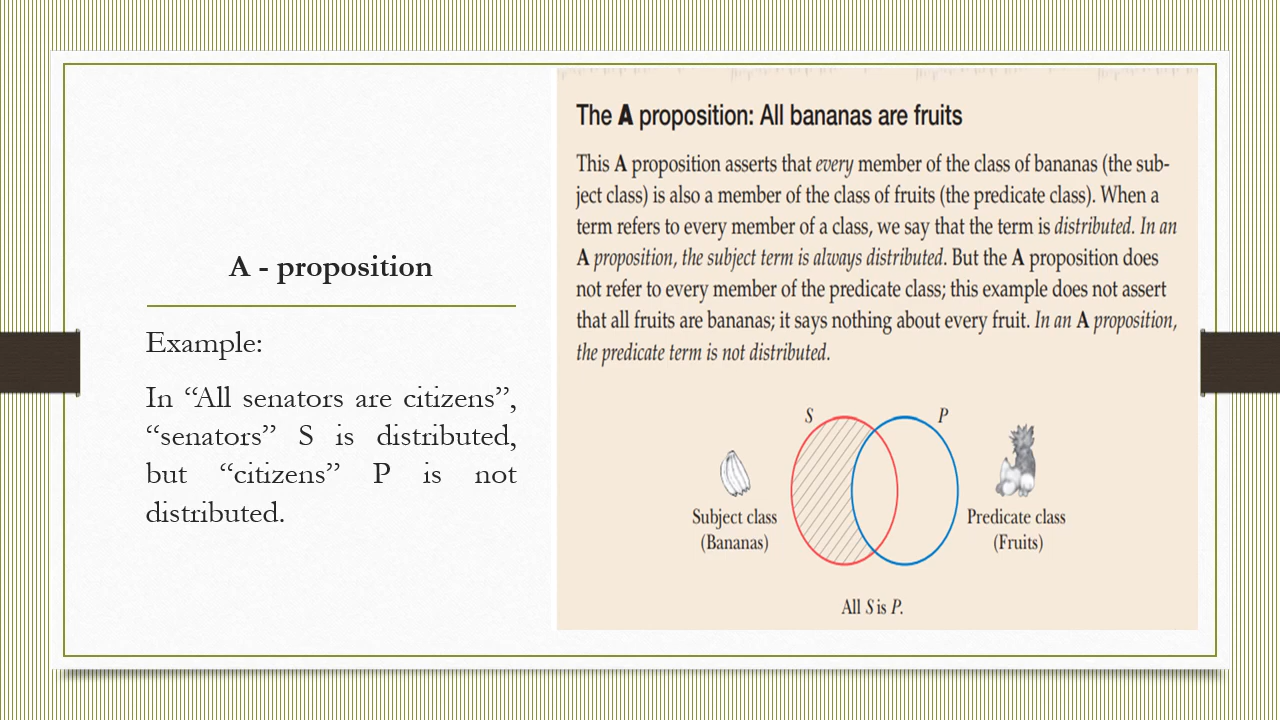 A - proposition
Example:
In “All senators are citizens”,
“senators” S is distributed,
but “citizens” P is not
distributed.
The A proposition: All bananas are fruits
This A proposition asserts that every member of the class of bananas (the sub-
ject class) is also a member of the class of fruits (the predicate class). When a
term refers to every member of a class, we say that the term is distributed. In an
A proposition, the subject term is always distributed. But the A proposition does
not refer to every member of the predicate class; this example does not assert
that all fruits are bananas; it says nothing about every fruit. In an A proposition,
the predicate term is not distributed.
S
P
Subject class
(Bananas)
Predicate class
(Fruits)
All S is P.